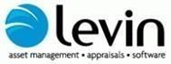 levin
asset management • appraisals • software